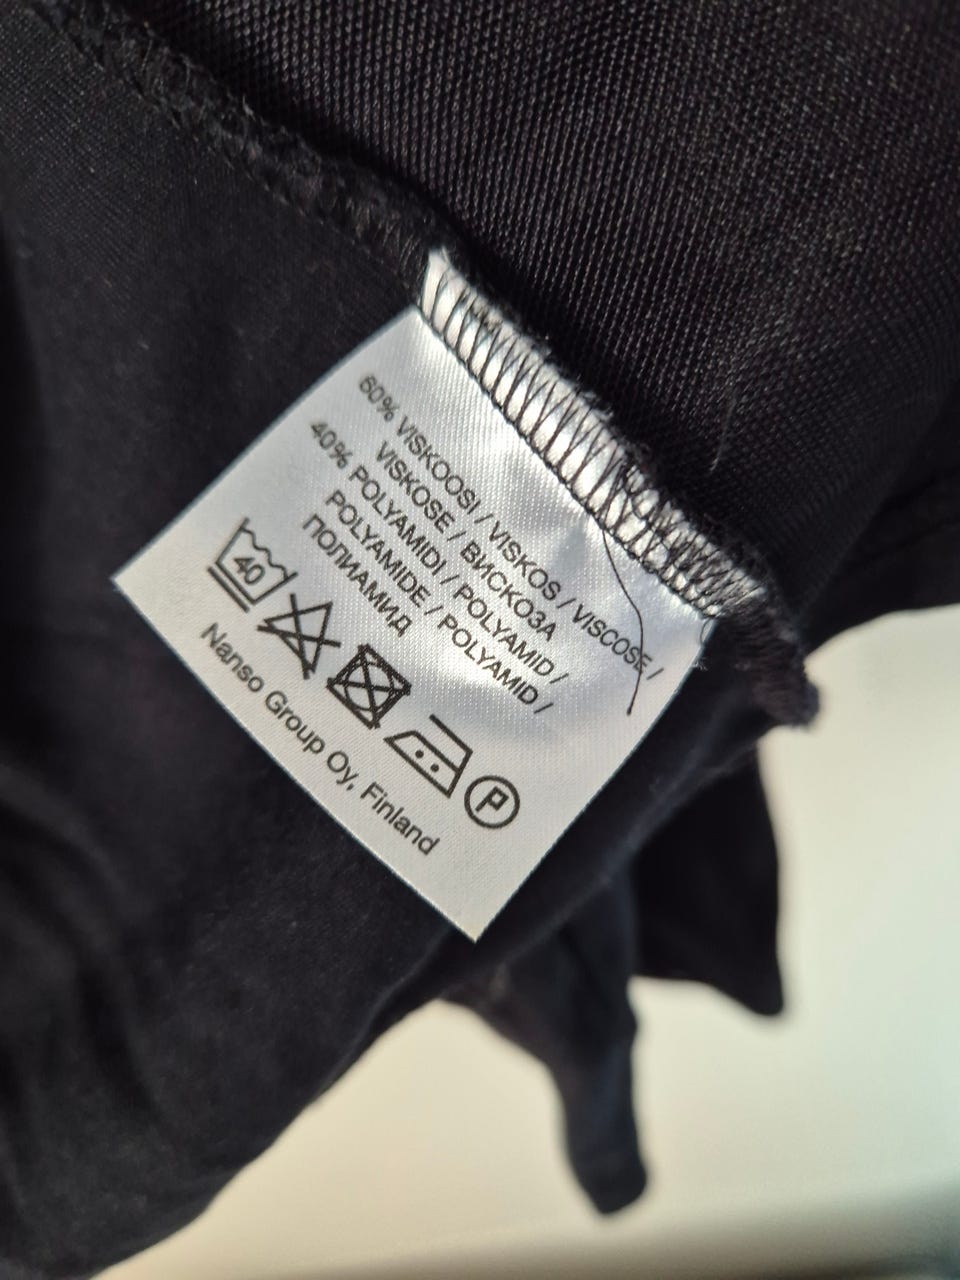 60% VISKOOSI / VISKOS / VISCOSE /
VISKOSE / ВИСКОЗА
40% POLYAMIDI / POLYAMID /
POLYAMIDE / POLYAMID /
ПОЛИАМИД
40
P
Nanso Group Oy, Finland